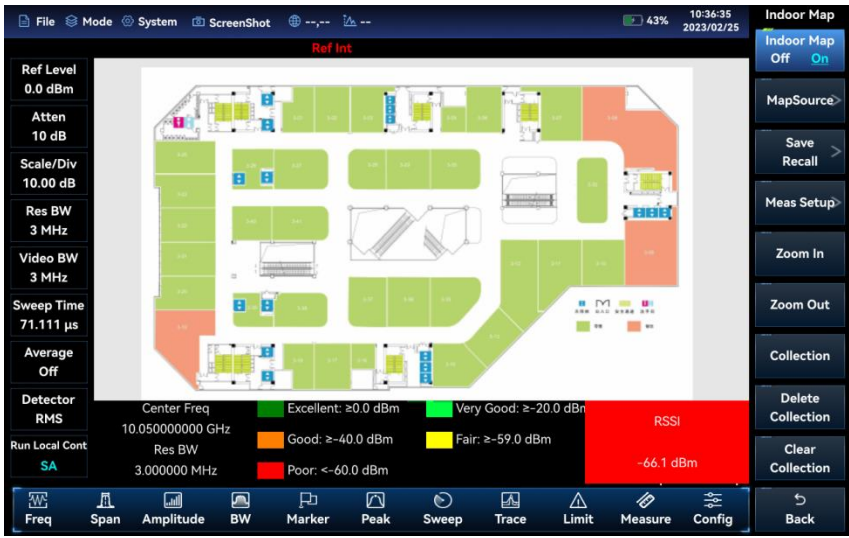 File Mode System ScreenShot --,-- -- 43% 10:36:35
2023/02/25
Indoor Map
Ref Int
Ref Level
0.0 dBm
Atten
10 dB
Scale/Div
10.00 dB
Res BW
3 MHz
Video BW
3 MHz
Sweep Time
71.111 μs
Average
Off
Detector
RMS
Run Local Cont
SA
Center Freq
10.050000000 GHz
Res BW
3.000000 MHz
Excellent: ≥0.0 dBm
Very Good: ≥-20.0 dBm
Good: ≥-40.0 dBm
Fair: ≥-59.0 dBm
Poor: <-60.0 dBm
RSSI
-66.1 dBm
Indoor Map
Off On
MapSource>
Save
Recall >
Meas Setup>
Zoom In
Zoom Out
Collection
Delete
Collection
Clear
Collection
Back
Freq Span Amplitude BW Marker Peak Sweep Trace Limit Measure Config